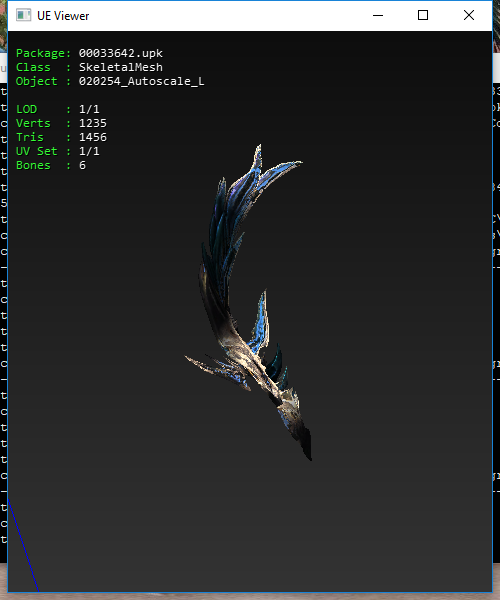 UE Viewer
Package: 00033642.upk
Class : SkeletalMesh
Object : 020254_Autoscale_L
LOD : 1/1
Verts : 1235
Tris : 1456
UV Set : 1/1
Bones : 6